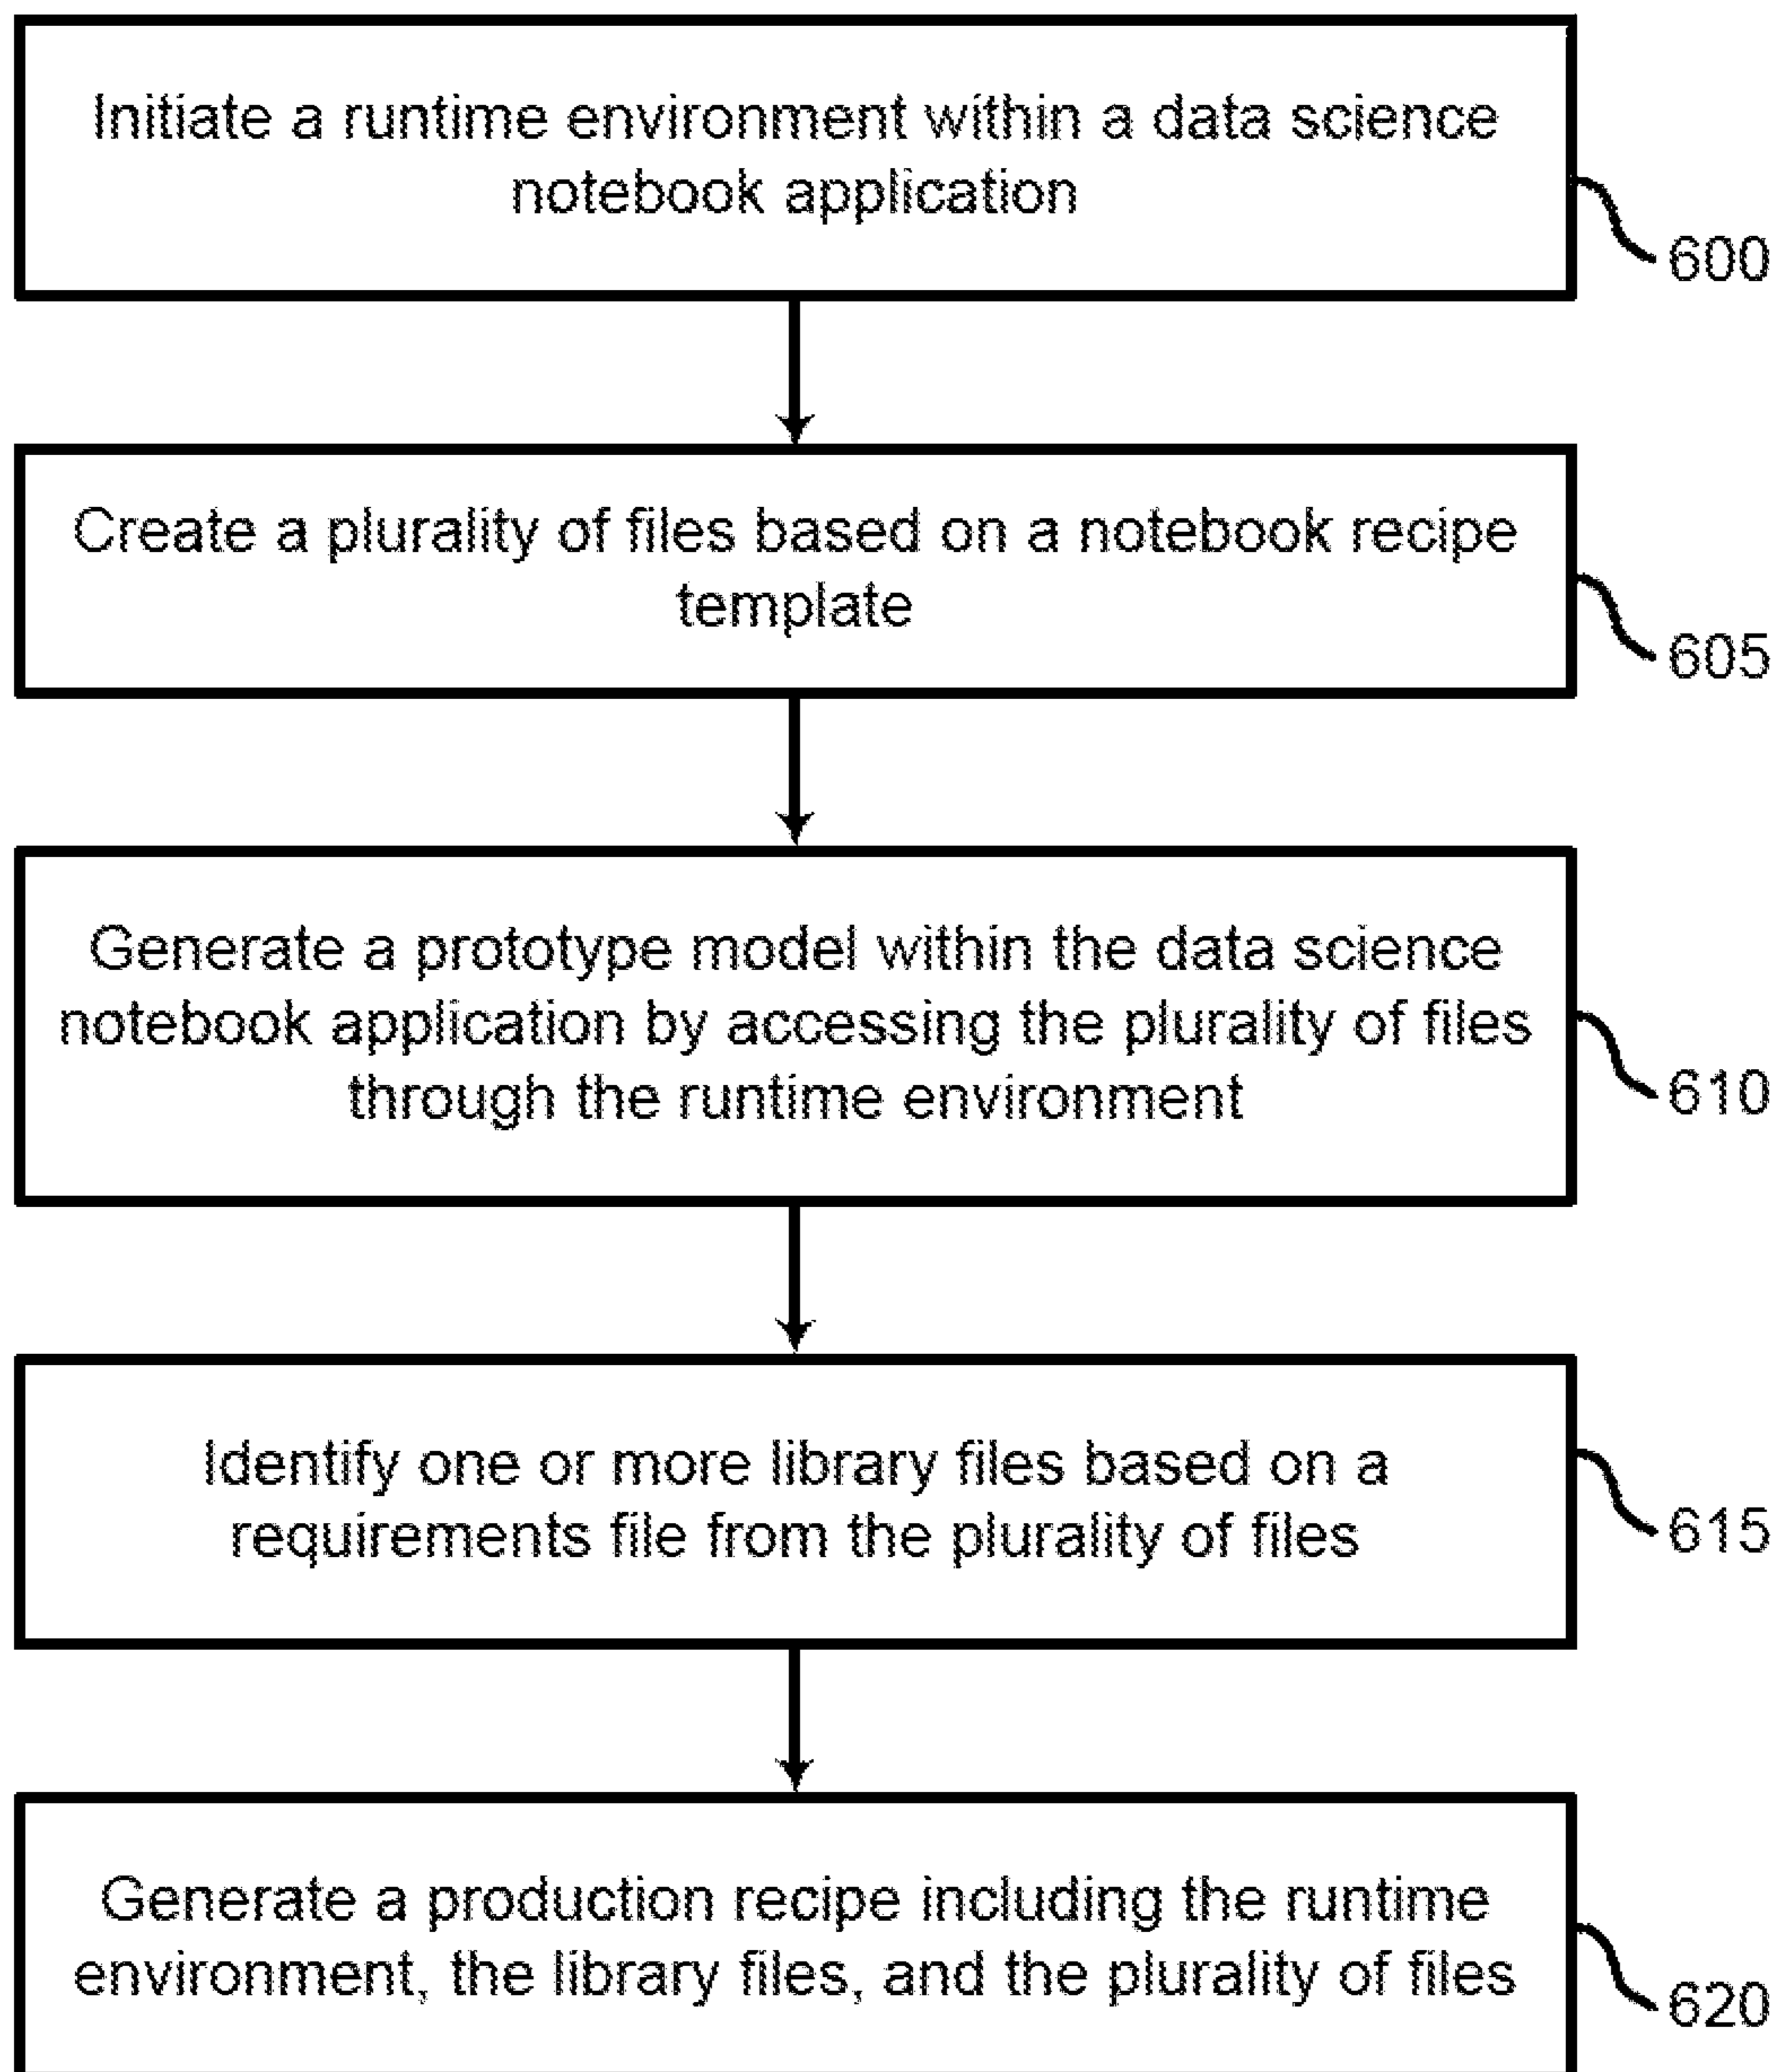 Initiate a runtime environment within a data science
notebook application
600
Create a plurality of files based on a notebook recipe
template
605
Generate a prototype model within the data science
notebook application by accessing the plurality of files
through the runtime environment
610
Identify one or more library files based on a
requirements file from the plurality of files
615
Generate a production recipe including the runtime
environment, the library files, and the plurality of files
620